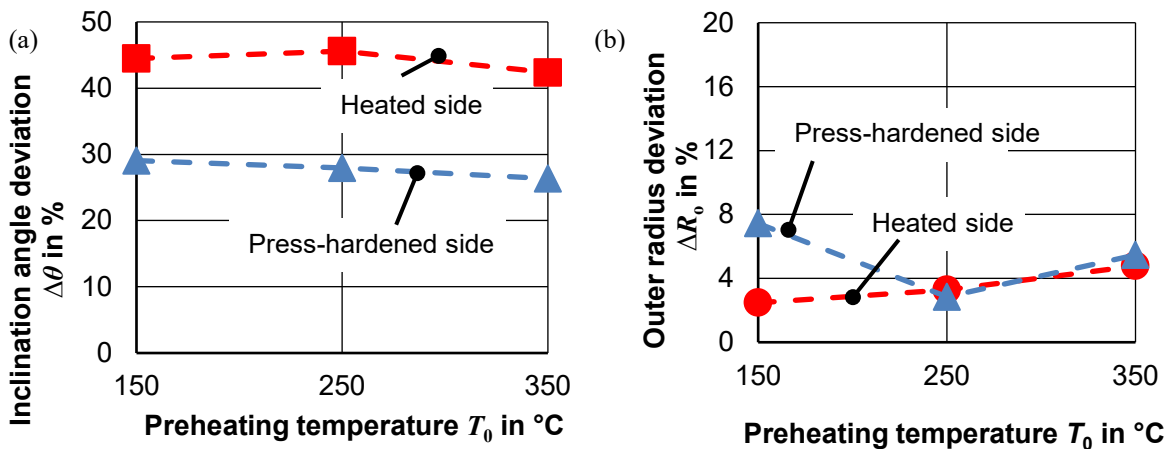 (a)
Inclination angle deviation
Δθ in %
50
40
30
20
10
0
150
250
350
Heated side
Press-hardened side
Preheating temperature T₀ in °C
(b)
Outer radius deviation
ΔRₒ in %
20
16
12
8
4
0
150
250
350
Press-hardened side
Heated side
Preheating temperature T₀ in °C